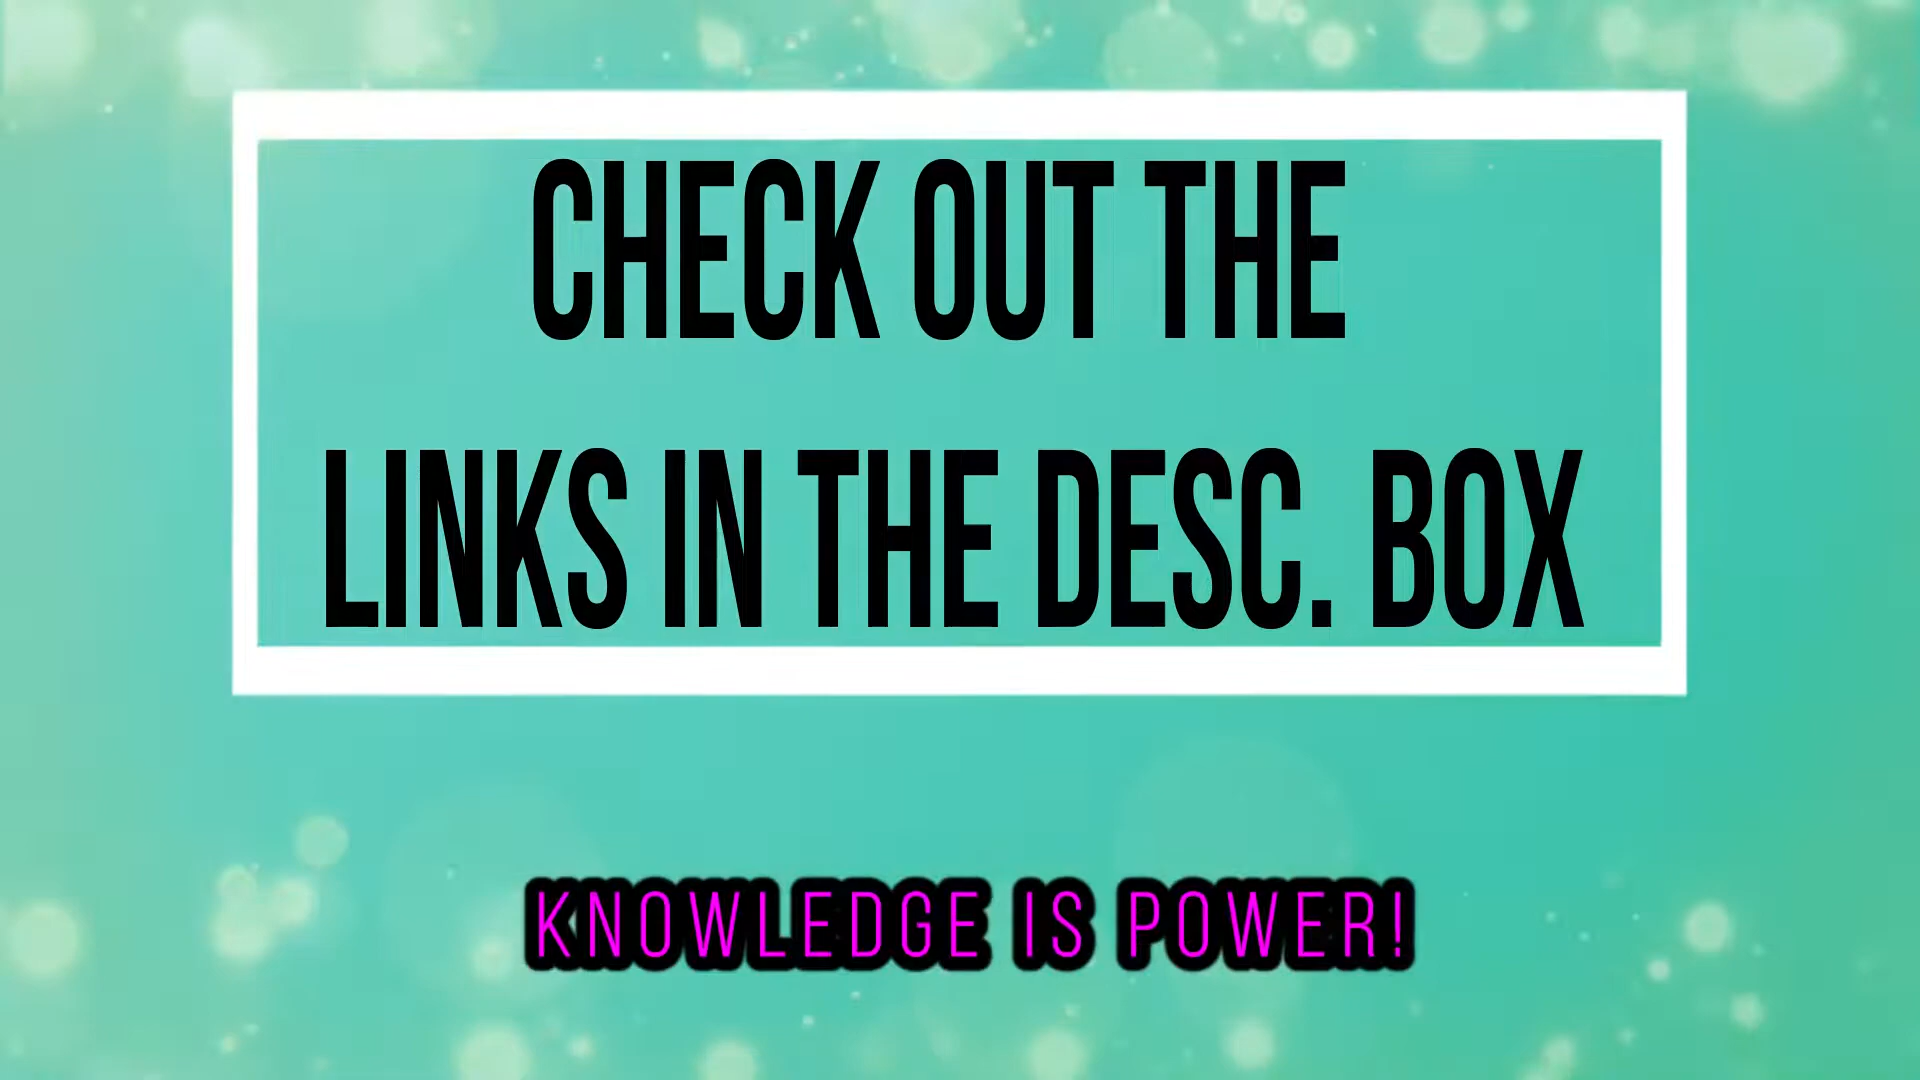 CHECK OUT THE
LINKS IN THE DESC. BOX
KNOWLEDGE IS POWER!